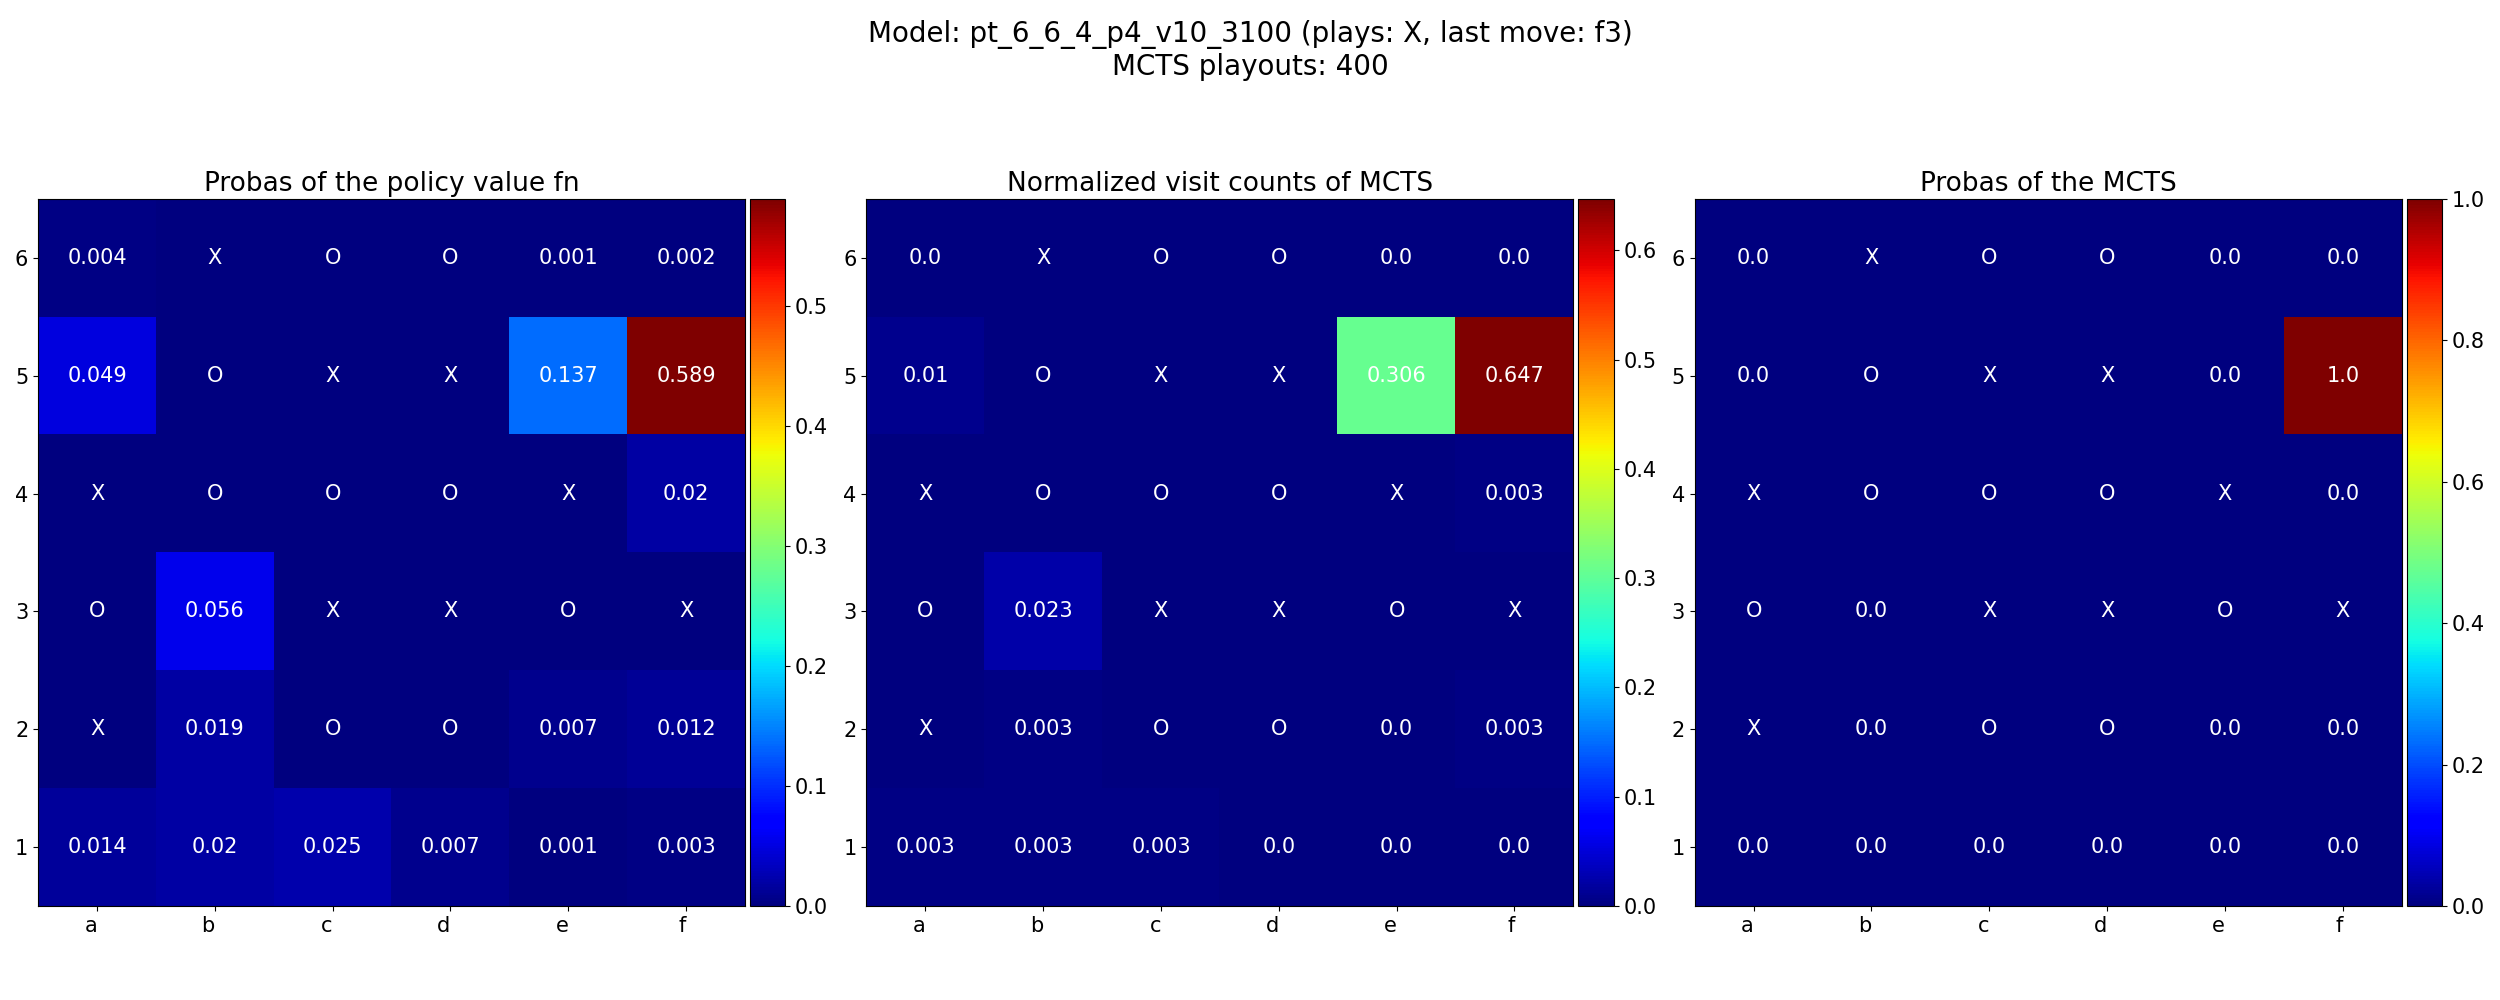 Model: pt_6_6_4_p4_v10_3100 (plays: X, last move: f3)
MCTS playouts: 400
Probas of the policy value fn
6 0.004 X O O 0.001 0.002
5 0.049 O X X 0.137 0.589
4 X O O O X 0.02
3 O 0.056 X X O X
2 X 0.019 O O 0.007 0.012
1 0.014 0.02 0.025 0.007 0.001 0.003
a b c d e f
0.5
0.4
0.3
0.2
0.1
0.0
Normalized visit counts of MCTS
6 0.0 X O O 0.0 0.0
5 0.01 O X X 0.306 0.647
4 X O O O X 0.003
3 O 0.023 X X O X
2 X 0.003 O O 0.0 0.003
1 0.003 0.003 0.003 0.0 0.0 0.0
a b c d e f
0.6
0.5
0.4
0.3
0.2
0.1
0.0
Probas of the MCTS
6 0.0 X O O 0.0 0.0
5 0.0 O X X 0.0 1.0
4 X O O O X 0.0
3 O 0.0 X X O X
2 X 0.0 O O 0.0 0.0
1 0.0 0.0 0.0 0.0 0.0 0.0
a b c d e f
1.0
0.8
0.6
0.4
0.2
0.0